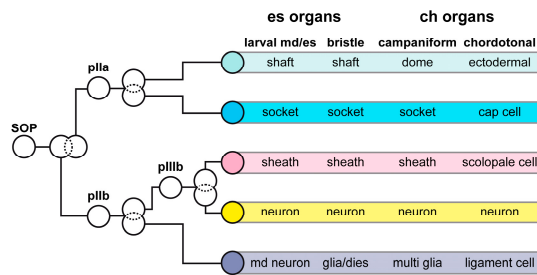 es organs ch organs
larval md/es bristle campaniform chordotonal
shaft shaft dome ectodermal
pIIa
socket socket socket cap cell
SOP
sheath sheath sheath scolopale cell
pIIIb
neuron neuron neuron neuron
pIIb
md neuron glia/dies multi glia ligament cell